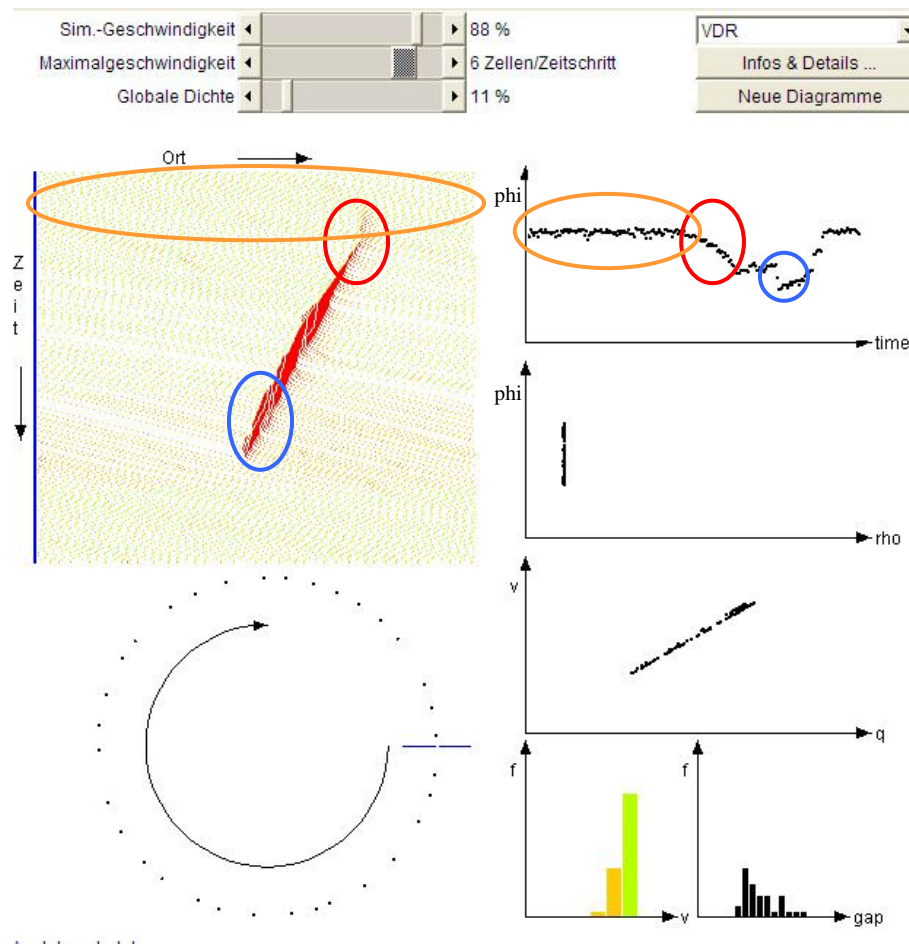 Sim.-Geschwindigkeit 88 % VDR
Maximalgeschwindigkeit 6 Zellen/Zeitschritt Infos & Details ...
Globale Dichte 11 % Neue Diagramme
Ort
Zeit
phi
time
phi
rho
v
q
f
v
f
gap